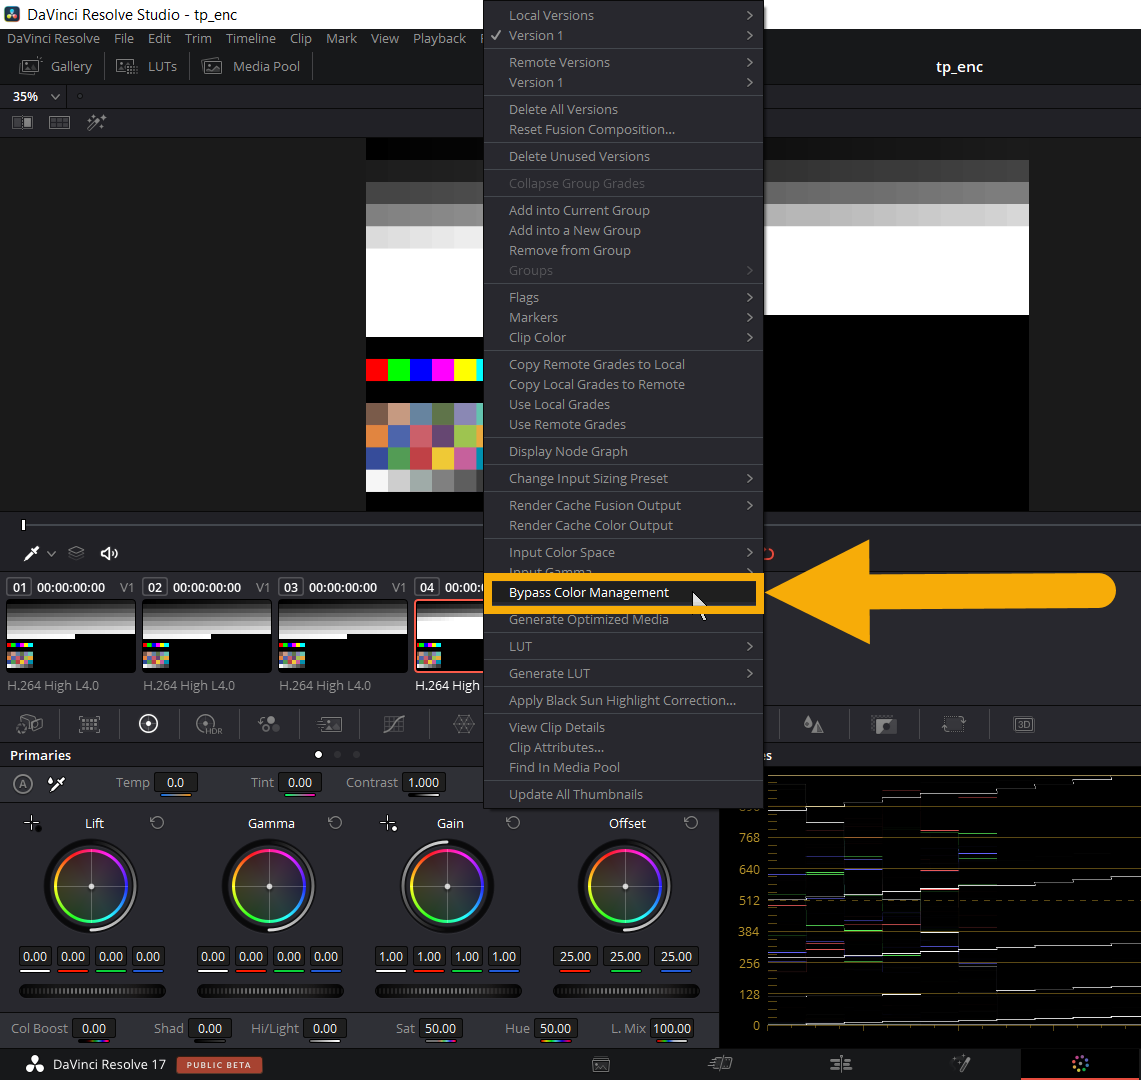 DaVinci Resolve Studio - tp_enc
DaVinci Resolve File Edit Trim Timeline Clip Mark View Playback
Gallery LUTs Media Pool
tp_enc
35%
Local Versions
Version 1
Remote Versions
Version 1
Delete All Versions
Reset Fusion Composition...
Delete Unused Versions
Collapse Group Grades
Add into Current Group
Add into a New Group
Remove from Group
Groups
Flags
Markers
Clip Color
Copy Remote Grades to Local
Copy Local Grades to Remote
Use Local Grades
Use Remote Grades
Display Node Graph
Change Input Sizing Preset
Render Cache Fusion Output
Render Cache Color Output
Input Color Space
Input Gamma
Bypass Color Management
Generate Optimized Media
LUT
Generate LUT
Apply Black Sun Highlight Correction...
View Clip Details
Clip Attributes...
Find In Media Pool
Update All Thumbnails
01 00:00:00:00 V1 02 00:00:00:00 V1 03 00:00:00:00 V1 04 00:00:0
H.264 High L4.0 H.264 High L4.0 H.264 High L4.0 H.264 High
HDR
3D
Primaries
es
A Temp 0.0 Tint 0.00 Contrast 1.000
Lift Gamma Gain Offset
0.00 0.00 0.00 0.00 0.00 0.00 0.00 0.00 1.00 1.00 1.00 1.00 25.00 25.00 25.00
Col Boost 0.00 Shad 0.00 Hi/Light 0.00 Sat 50.00 Hue 50.00 L. Mix 100.00
768
640
512
384
256
128
0
DaVinci Resolve 17 PUBLIC BETA